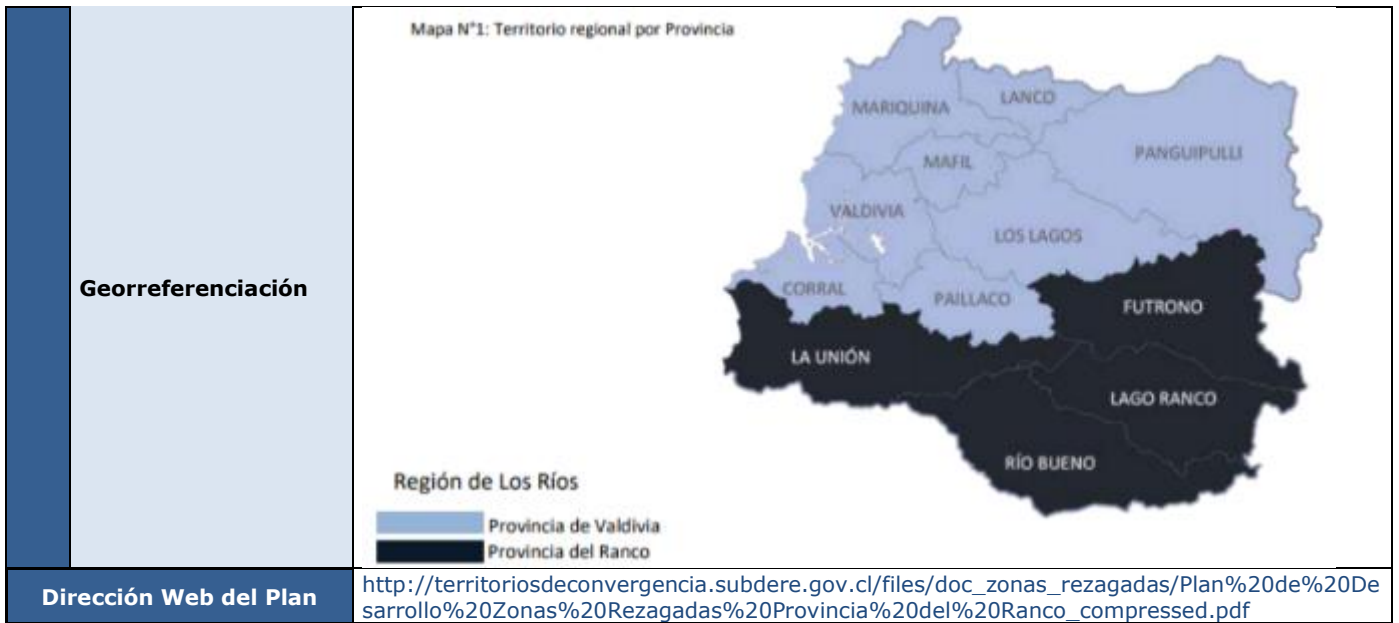 Georreferenciación
Mapa N°1: Territorio regional por Provincia
MARIQUINA
LANCO
PANGUIPULLI
MAFIL
VALDIVIA
LOS LAGOS
CORRAL
PAILLACO
FUTRONO
LA UNIÓN
LAGO RANCO
RÍO BUENO
Región de Los Ríos
Provincia de Valdivia
Provincia del Ranco
Dirección Web del Plan
http://territoriosdeconvergencia.subdere.gov.cl/files/doc_zonas_rezagadas/Plan%20de%20De
sarrollo%20Zonas%20Rezagadas%20Provincia%20del%20Ranco_compressed.pdf